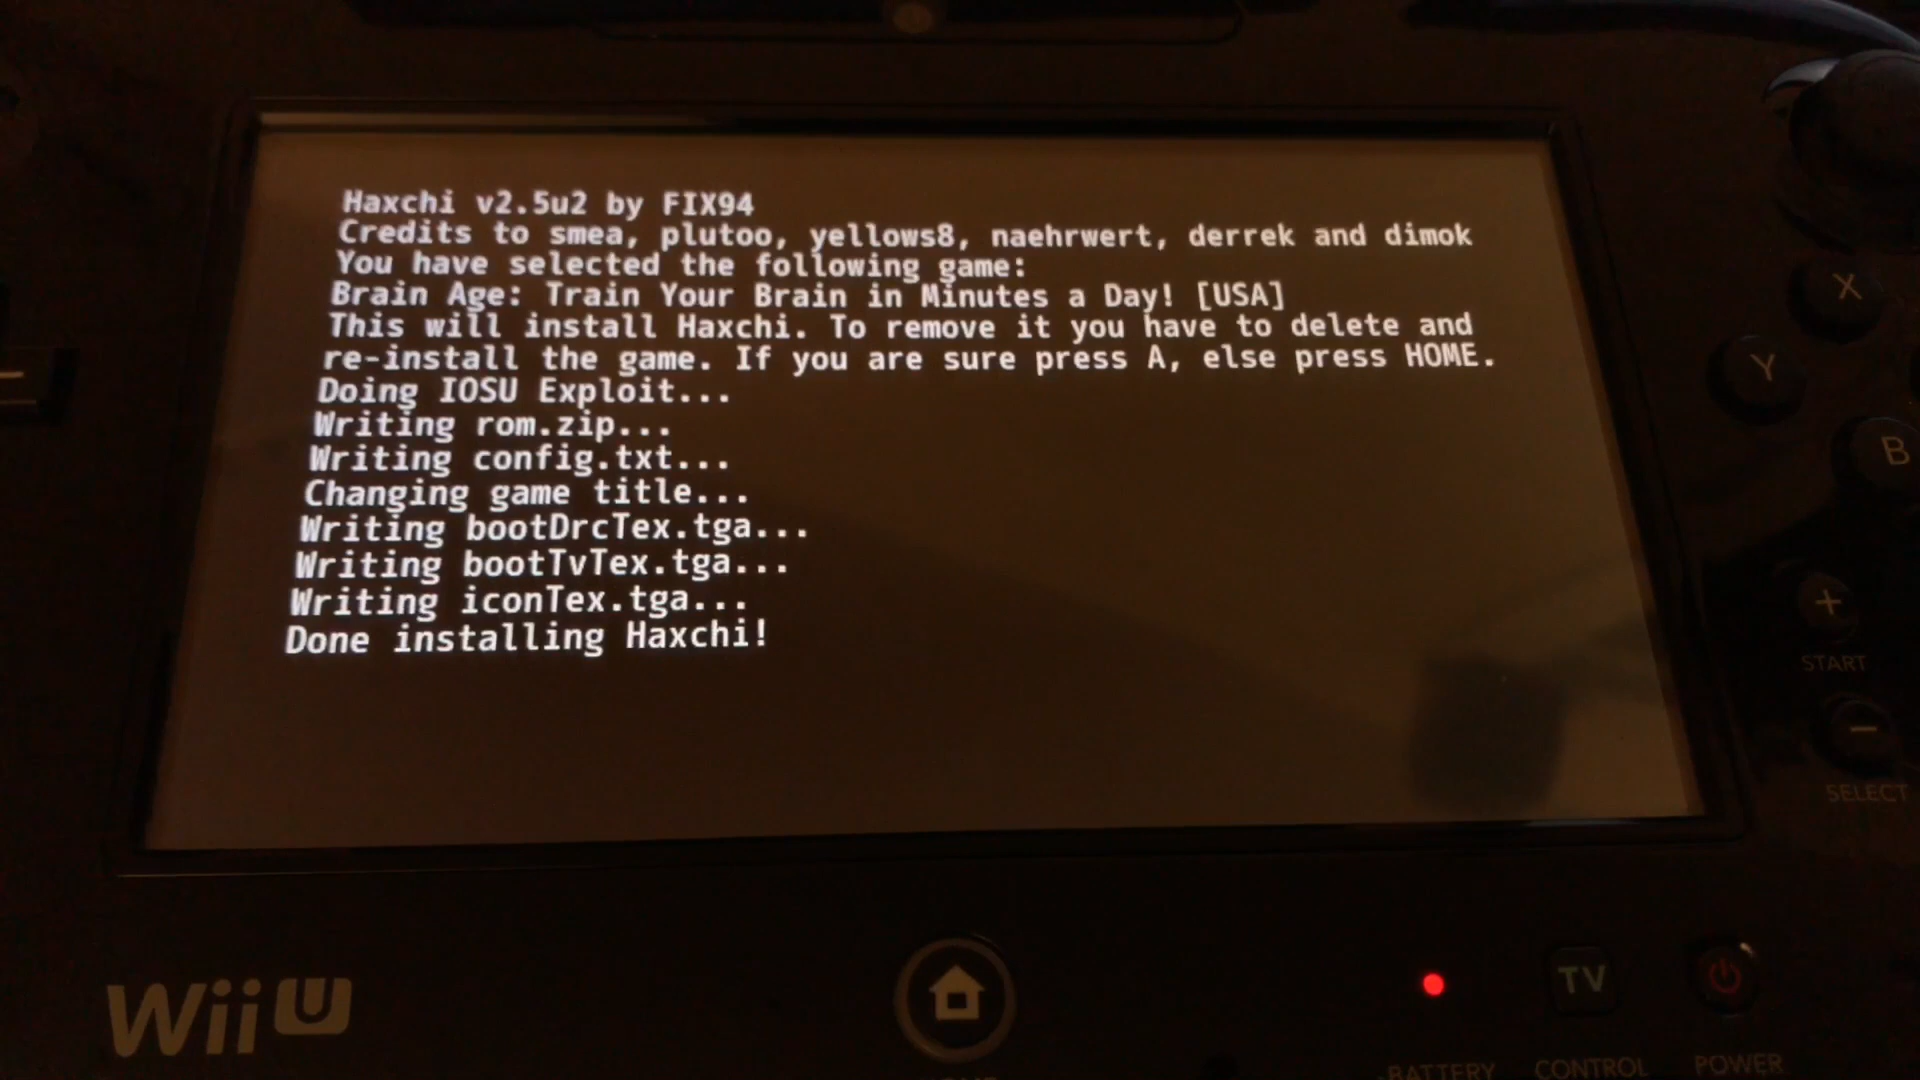 Haxchi v2.5u2 by FIX94
Credits to smea, plutoo, yellows8, naehrwert, derrek and dimok
You have selected the following game:
Brain Age: Train Your Brain in Minutes a Day! [USA]
This will install Haxchi. To remove it you have to delete and
re-install the game. If you are sure press A, else press HOME.
Doing IOSU Exploit...
Writing rom.zip...
Writing config.txt...
Changing game title...
Writing bootDrcTex.tga...
Writing bootTvTex.tga...
Writing iconTex.tga...
Done installing Haxchi!
X
Y
B
+
START
-
SELECT
Wii U
TV
BATTERY CONTROL POWER